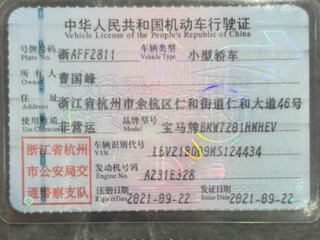 中华人民共和国机动车行驶证
Vehicle License of the People's Republic of China
号牌号码 浙AFF2811 车辆类型 小型轿车
Plate No. Vehicle Type
所有人 曹国峰
Owner
住址 浙江省杭州市余杭区仁和街道仁和大道46号
Address
使用性质 非营运 品牌型号 宝马牌BMW7201HMHEV
Use Character
浙江省杭州市公安局交通警察支队
车辆识别代号
VIN
发动机号码
Engine No.
注册日期 2021-09-22 发证日期 2021-09-22
Register Date Issue Date